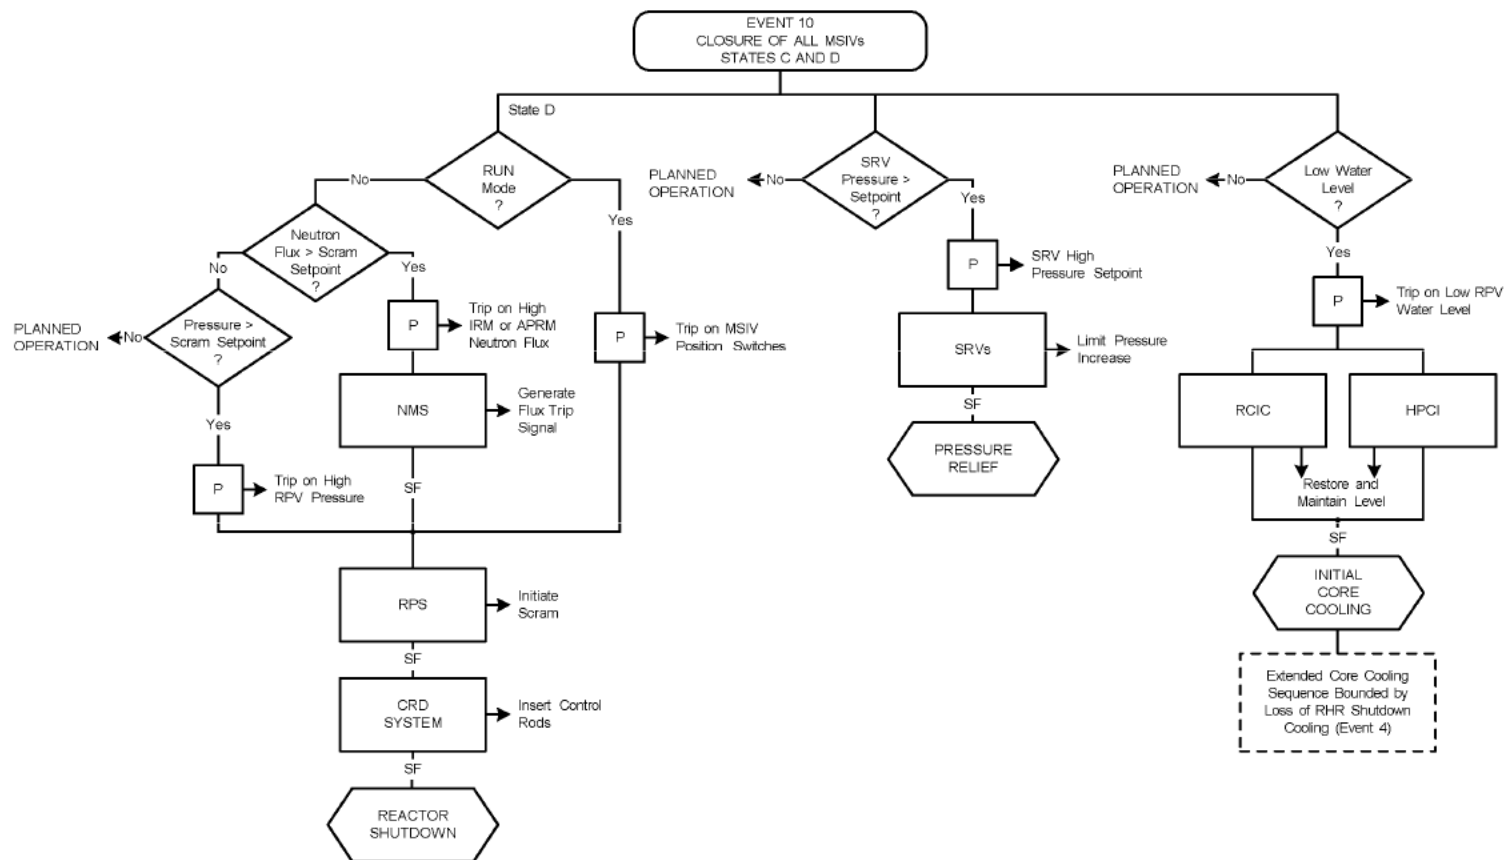 EVENT 10
CLOSURE OF ALL MSIVs
STATES C AND D
State D
RUN
Mode
?
No
Yes
Neutron
Flux > Scram
Setpoint
?
No
Yes
Pressure >
Scram Setpoint
?
No
PLANNED
OPERATION
Yes
P
Trip on High
RPV Pressure
P
Trip on High
IRM or APRM
Neutron Flux
NMS
Generate
Flux Trip
Signal
SF
P
Trip on MSIV
Position Switches
RPS
Initiate
Scram
SF
CRD
SYSTEM
Insert Control
Rods
SF
REACTOR
SHUTDOWN
SRV
Pressure >
Setpoint
?
No
PLANNED
OPERATION
Yes
P
SRV High
Pressure Setpoint
SRVs
Limit Pressure
Increase
SF
PRESSURE
RELIEF
Low Water
Level
?
No
PLANNED
OPERATION
Yes
P
Trip on Low RPV
Water Level
RCIC
HPCI
Restore and
Maintain Level
SF
INITIAL
CORE
COOLING
Extended Core Cooling
Sequence Bounded by
Loss of RHR Shutdown
Cooling (Event 4)